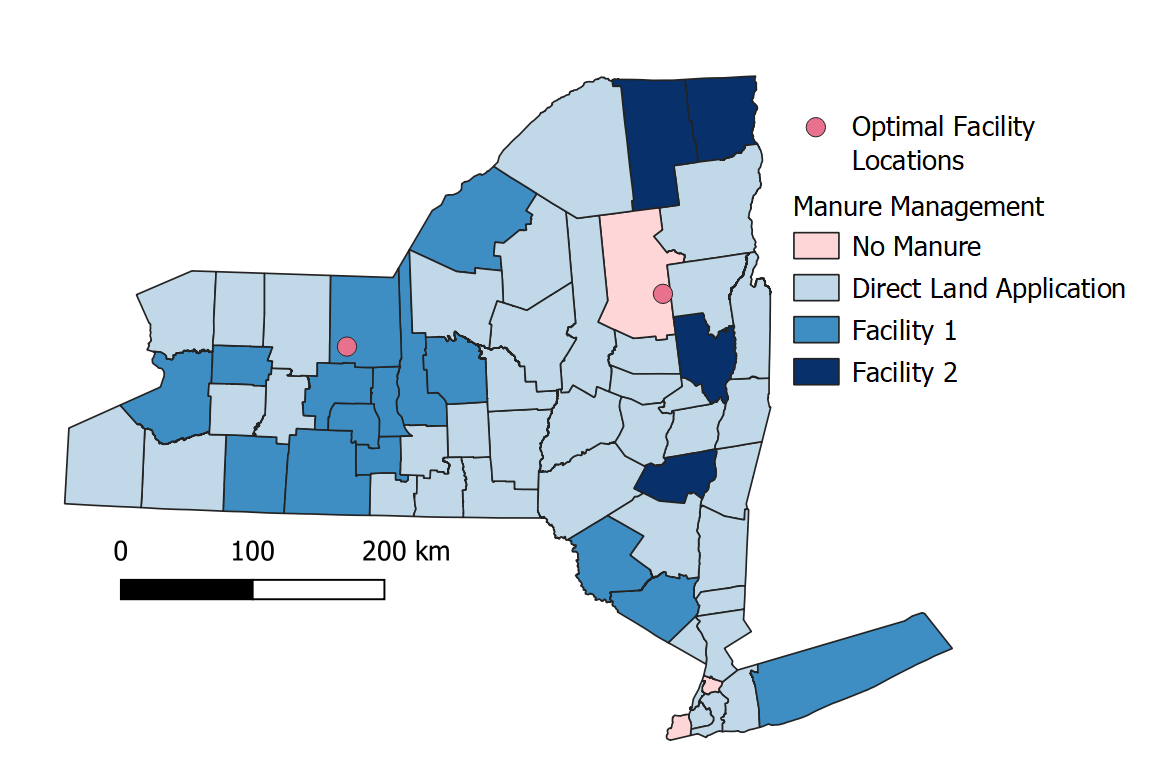 Optimal Facility
Locations
Manure Management
No Manure
Direct Land Application
Facility 1
Facility 2
0 100 200 km